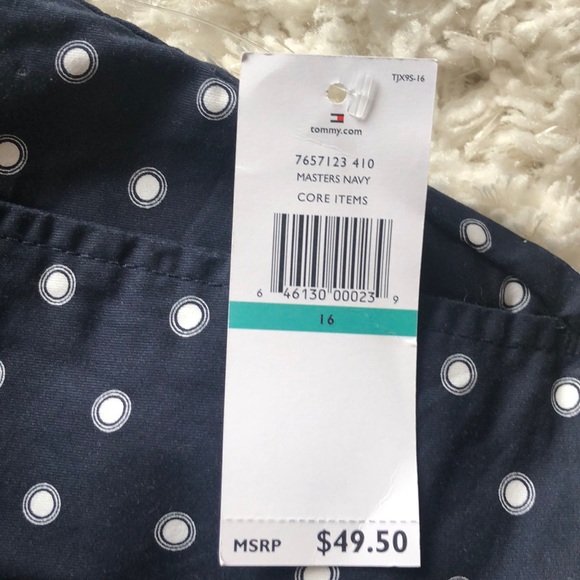 TJX9S-16
tommy.com
7657123 410
MASTERS NAVY
CORE ITEMS
6 46130 00023 9
16
MSRP $49.50